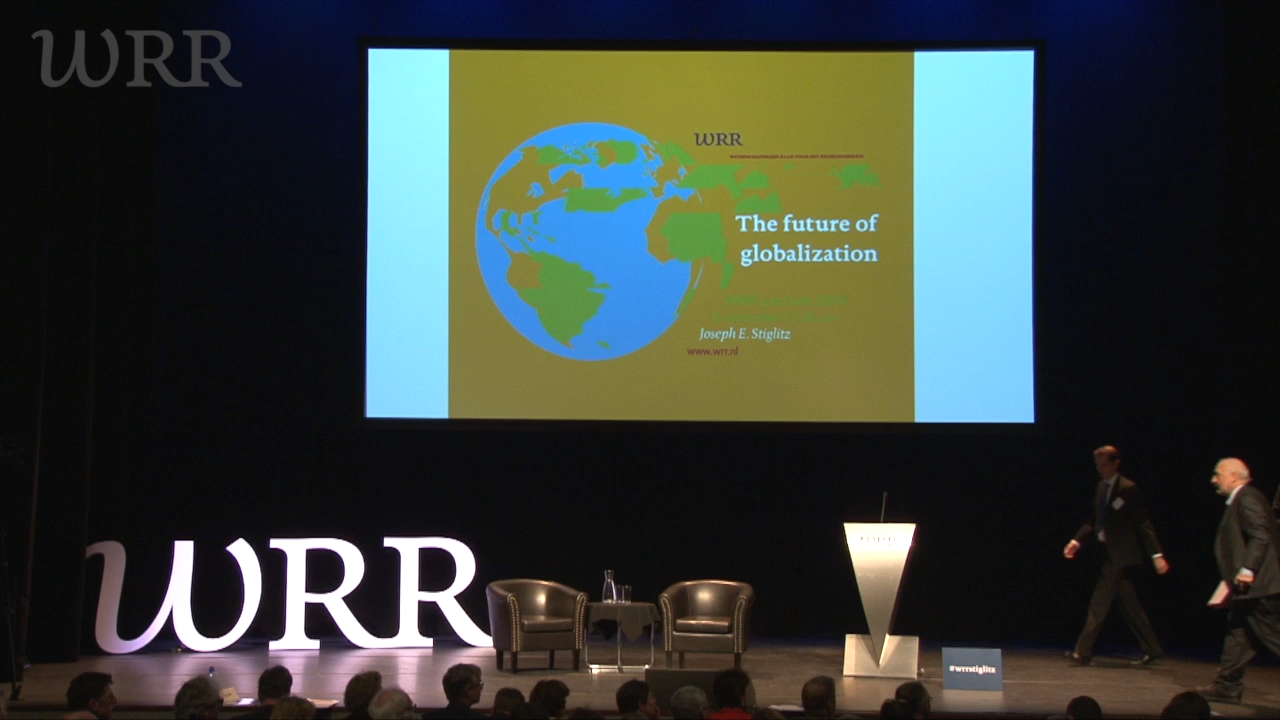 WRR
WRR
The future of
globalization
Joseph E. Stiglitz
www.wrr.nl
WRR
#wrrstiglitz